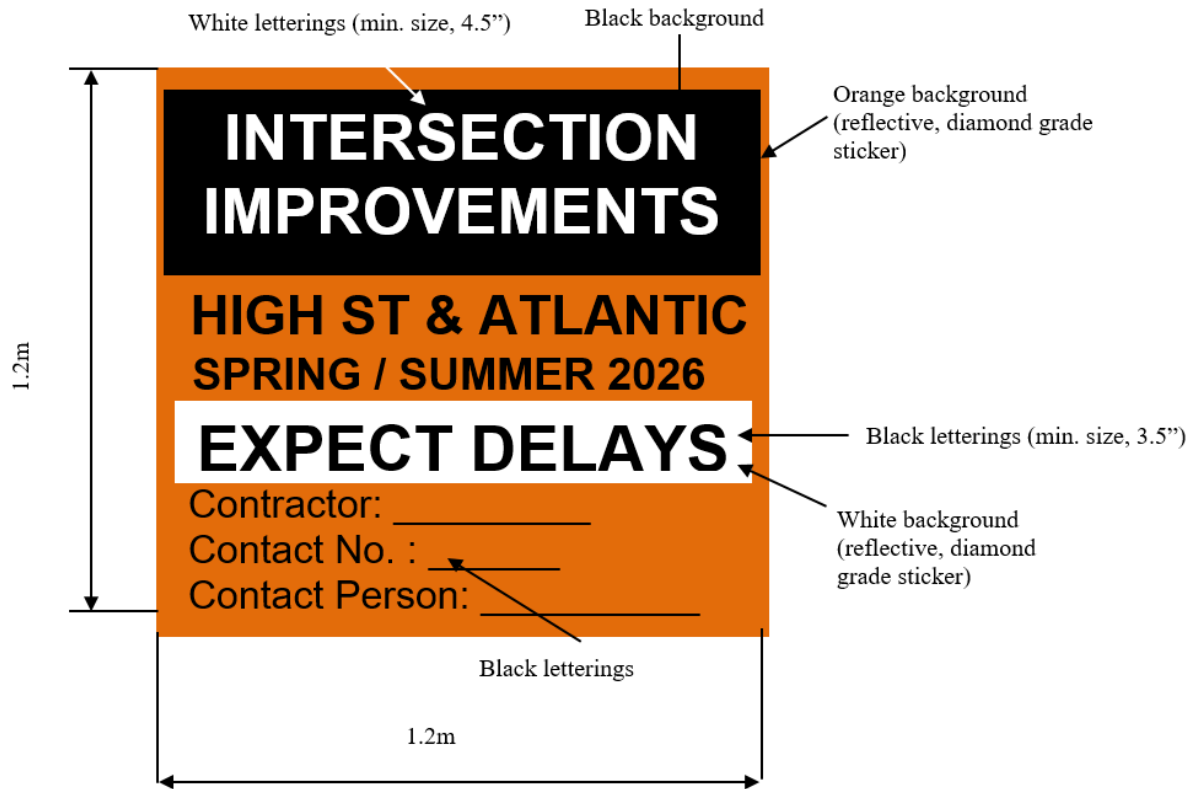 White letterings (min. size, 4.5”)
Black background
Orange background
(reflective, diamond grade
sticker)
INTERSECTION
IMPROVEMENTS
HIGH ST & ATLANTIC
SPRING / SUMMER 2026
1.2m
EXPECT DELAYS
Black letterings (min. size, 3.5”)
Contractor: _________
Contact No. : ______
Contact Person: __________
White background
(reflective, diamond
grade sticker)
Black letterings
1.2m